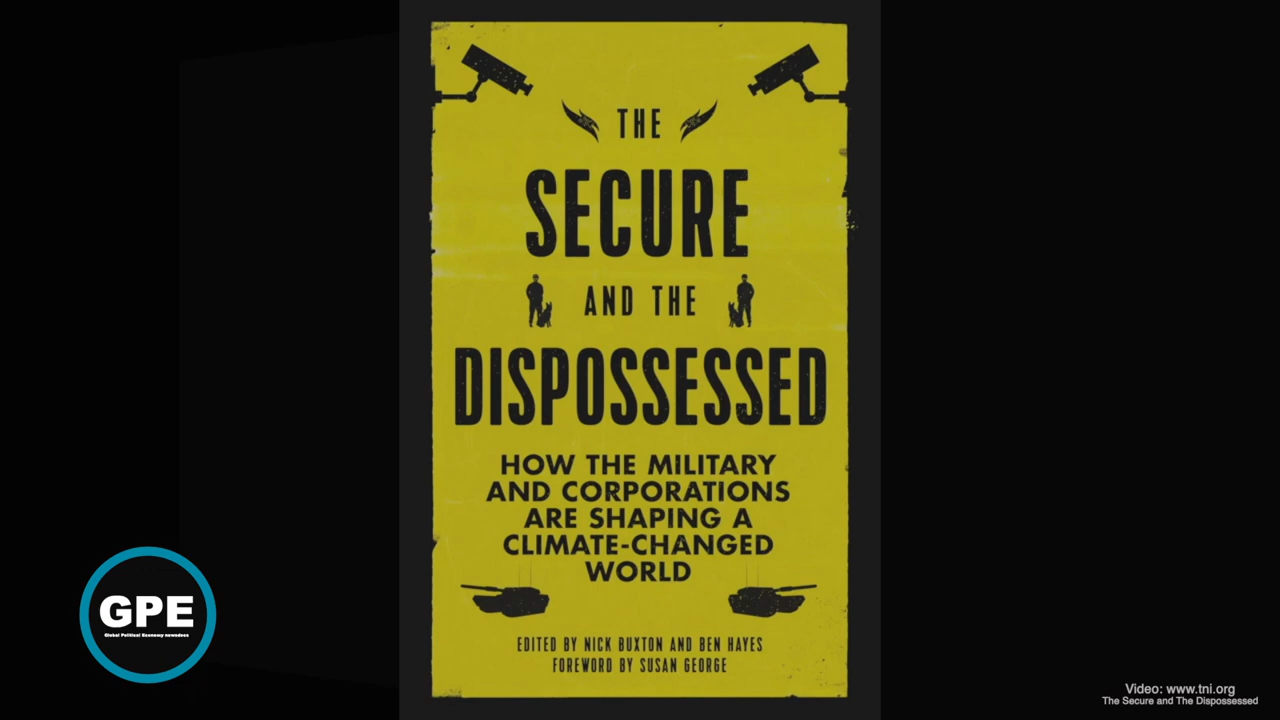 THE
SECURE
AND THE
DISPOSSESSED
HOW THE MILITARY
AND CORPORATIONS
ARE SHAPING A
CLIMATE-CHANGED
WORLD
EDITED BY NICK BUXTON AND BEN HAYES
FOREWORD BY SUSAN GEORGE
GPE
Global Political Economy newsdocs
Video: www.tni.org
The Secure and The Dispossessed